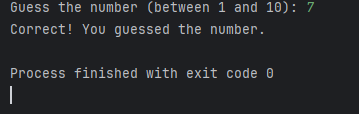 Guess the number (between 1 and 10): 7
Correct! You guessed the number.
Process finished with exit code 0